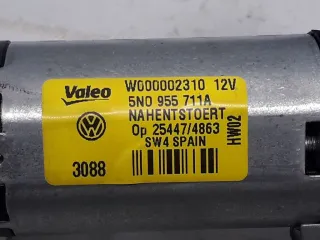 Valeo W000002310 12V
5N0 955 711A
NAHENTSTOERT
Op 25447/4863
SW4 SPAIN
3088
HW02